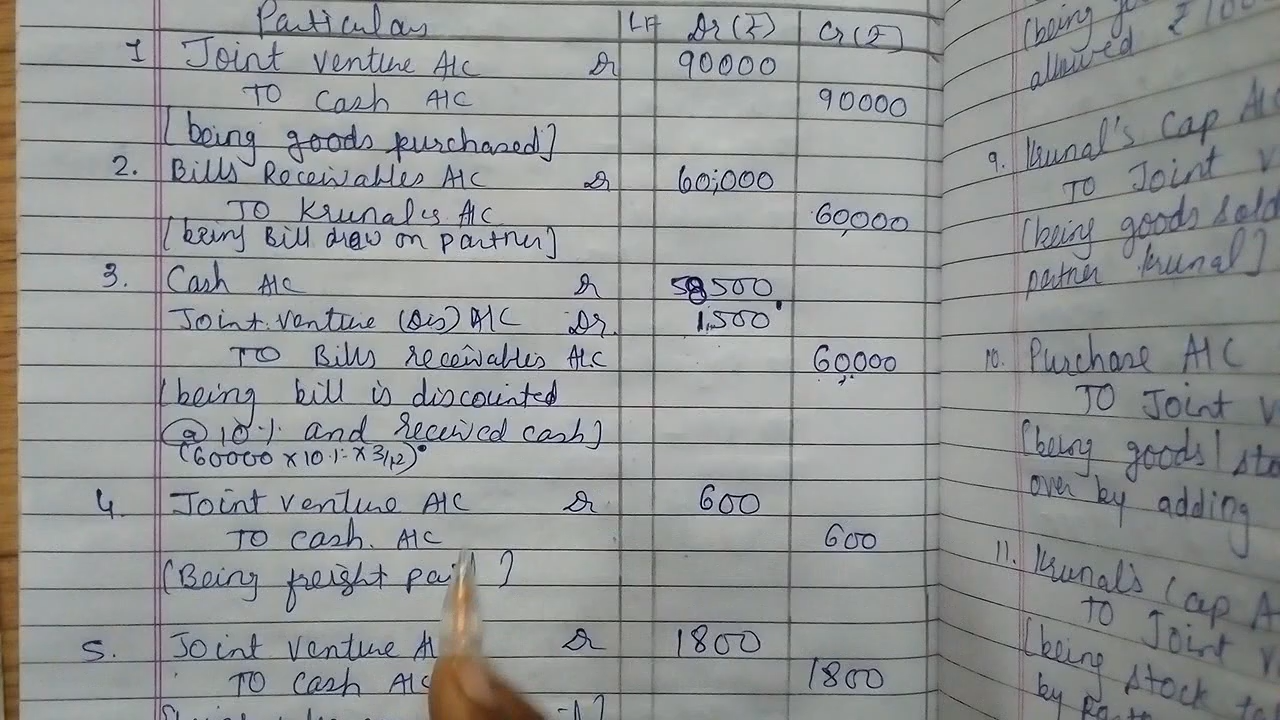 Particulars LF Dr (₹) Cr (₹)
1 Joint venture A/C Dr 90000
TO Cash A/C 90000
[being goods purchased]
2. Bills Receivables A/C Dr 60,000
TO Krunal's A/C 60000
[being Bill drew on partner]
3. Cash A/C Dr 58500
Joint venture (Dis) A/C Dr. 1,500
TO Bills receivables A/C 60000
[being bill is discounted
@ 10% and received cash]
(60000 x 10% x 3/12)
4. Joint venture A/C Dr 600
TO cash. A/C 600
(Being freight )
5. Joint venture Dr 1800
TO Cash A/C 1800
(being
allowed ₹
9. Krunal's Cap A/C
TO Joint V
(being goods sold
partner Krunal]
10. Purchase A/C
TO Joint V
[being goods
over by adding
11. Krunal's Cap A
TO Joint V
[being stock
by